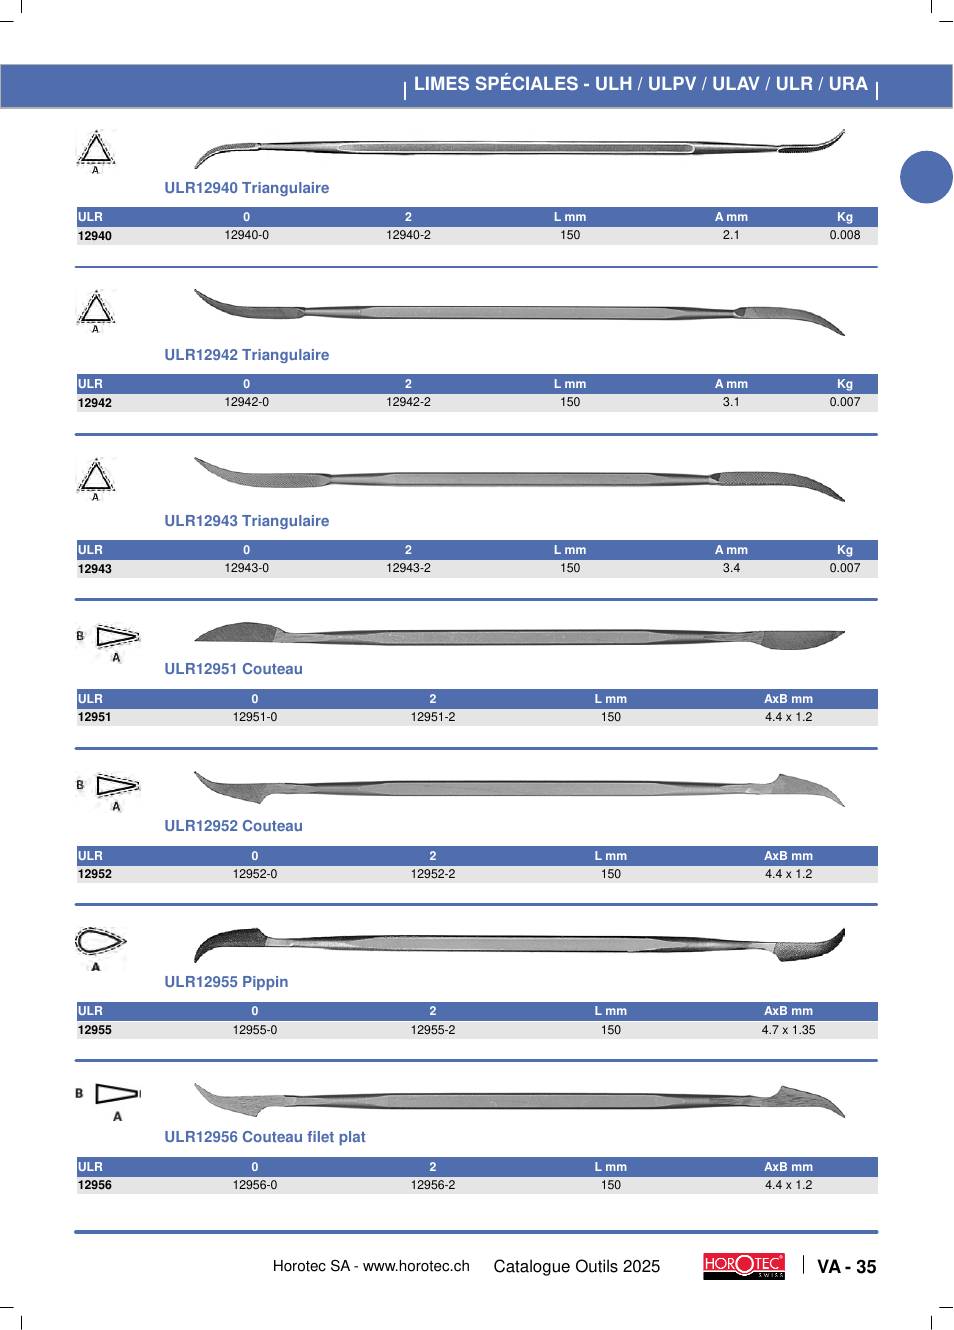 LIMES SPÉCIALES - ULH / ULPV / ULAV / ULR / URA
A
ULR12940 Triangulaire
ULR 0 2 L mm A mm Kg
12940 12940-0 12940-2 150 2.1 0.008
A
ULR12942 Triangulaire
ULR 0 2 L mm A mm Kg
12942 12942-0 12942-2 150 3.1 0.007
A
ULR12943 Triangulaire
ULR 0 2 L mm A mm Kg
12943 12943-0 12943-2 150 3.4 0.007
B
A
ULR12951 Couteau
ULR 0 2 L mm AxB mm
12951 12951-0 12951-2 150 4.4 x 1.2
B
A
ULR12952 Couteau
ULR 0 2 L mm AxB mm
12952 12952-0 12952-2 150 4.4 x 1.2
A
ULR12955 Pippin
ULR 0 2 L mm AxB mm
12955 12955-0 12955-2 150 4.7 x 1.35
B
A
ULR12956 Couteau filet plat
ULR 0 2 L mm AxB mm
12956 12956-0 12956-2 150 4.4 x 1.2
Horotec SA - www.horotec.ch Catalogue Outils 2025 HOROTEC® SWISS VA - 35